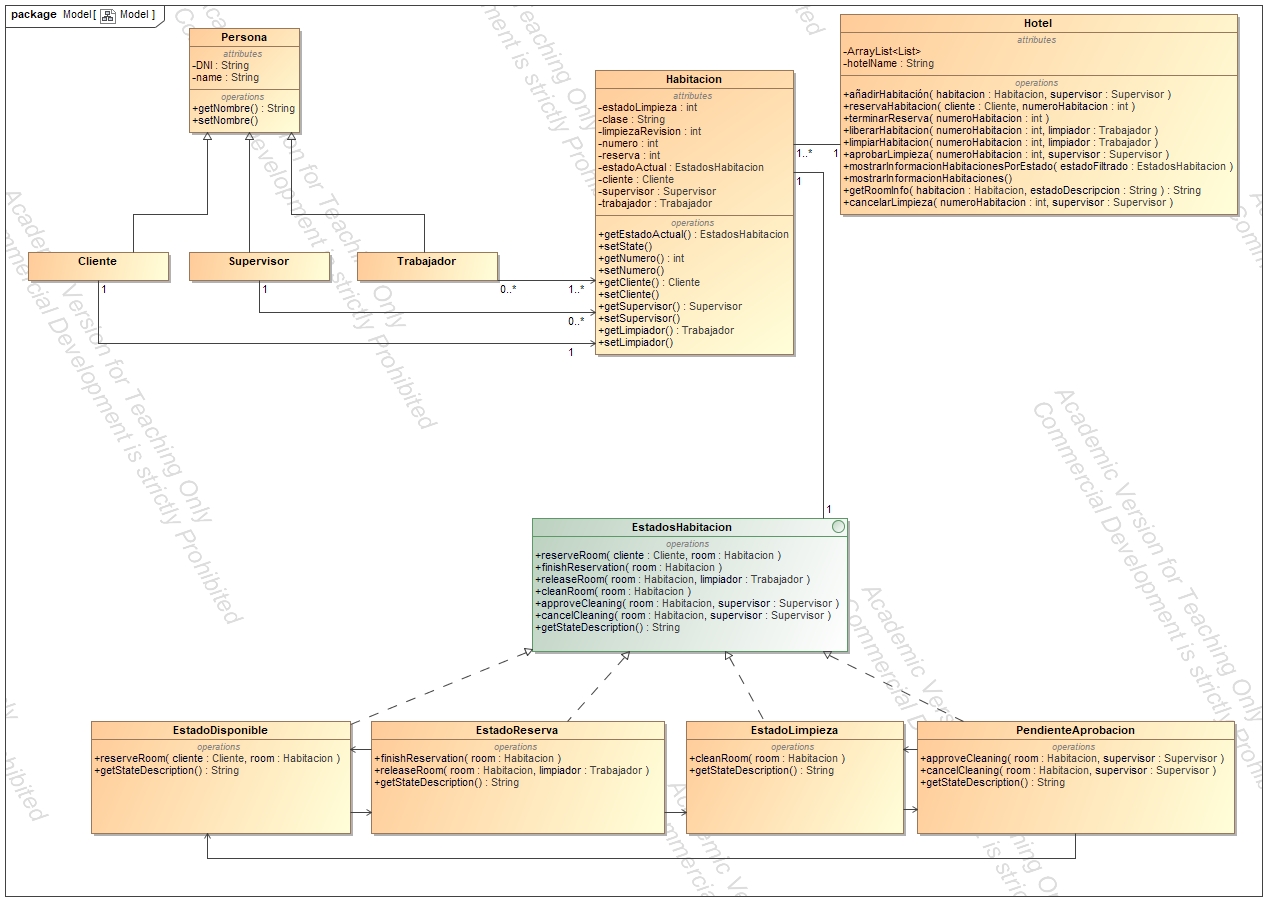 package Model[ Model ]
Persona
attributes
-DNI : String
-name : String
operations
+getNombre() : String
+setNombre()
Habitacion
attributes
-estadoLimpieza : int
-clase : String
-limpiezaRevision : int
-numero : int
-reserva : int
-estadoActual : EstadosHabitacion
-cliente : Cliente
-supervisor : Supervisor
-trabajador : Trabajador
operations
+getEstadoActual() : EstadosHabitacion
+setState()
+getNumero() : int
+setNumero()
+getCliente() : Cliente
+setCliente()
+getSupervisor() : Supervisor
+setSupervisor()
+getLimpiador() : Trabajador
+setLimpiador()
Hotel
attributes
-ArrayList<List>
-hotelName : String
operations
+añadirHabitación( habitacion : Habitacion, supervisor : Supervisor )
+reservaHabitacion( cliente : Cliente, numeroHabitacion : int )
+terminarReserva( numeroHabitacion : int )
+liberarHabitacion( numeroHabitacion : int, limpiador : Trabajador )
+limpiarHabitacion( numeroHabitacion : int, limpiador : Trabajador )
+aprobarLimpieza( numeroHabitacion : int, supervisor : Supervisor )
+mostrarInformacionHabitacionesPorEstado( estadoFiltrado : EstadosHabitacion )
+mostrarInformacionHabitaciones()
+getRoomInfo( habitacion : Habitacion, estadoDescripcion : String ) : String
+cancelarLimpieza( numeroHabitacion : int, supervisor : Supervisor )
1..*
1
1
Cliente
Supervisor
Trabajador
1
1
0..*
1..*
0..*
1
1
EstadosHabitacion
operations
+reserveRoom( cliente : Cliente, room : Habitacion )
+finishReservation( room : Habitacion )
+releaseRoom( room : Habitacion, limpiador : Trabajador )
+cleanRoom( room : Habitacion )
+approveCleaning( room : Habitacion, supervisor : Supervisor )
+cancelCleaning( room : Habitacion, supervisor : Supervisor )
+getStateDescription() : String
EstadoDisponible
operations
+reserveRoom( cliente : Cliente, room : Habitacion )
+getStateDescription() : String
EstadoReserva
operations
+finishReservation( room : Habitacion )
+releaseRoom( room : Habitacion, limpiador : Trabajador )
+getStateDescription() : String
EstadoLimpieza
operations
+cleanRoom( room : Habitacion )
+getStateDescription() : String
PendienteAprobacion
operations
+approveCleaning( room : Habitacion, supervisor : Supervisor )
+cancelCleaning( room : Habitacion, supervisor : Supervisor )
+getStateDescription() : String
Academic Version for Teaching Only
Commercial Development is strictly Prohibited